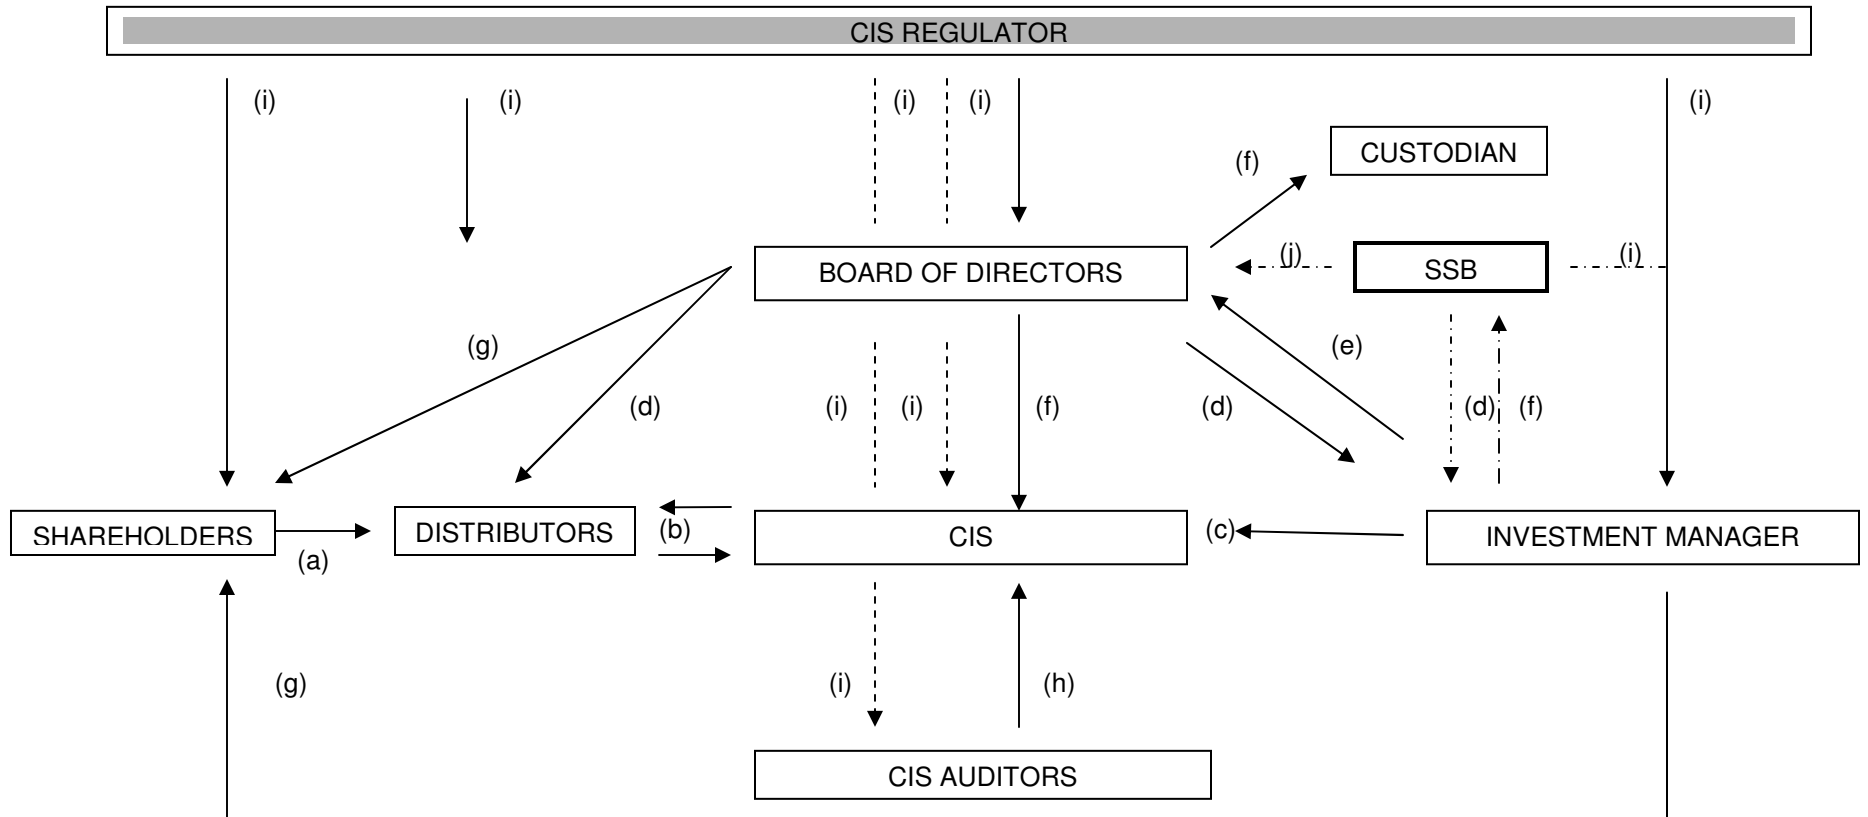 CIS REGULATOR
(i)
(i)
(i)
(i)
(i)
(f)
CUSTODIAN
BOARD OF DIRECTORS
(j)
SSB
(i)
(g)
(e)
(d)
(i)
(i)
(f)
(d)
(d)
(f)
SHAREHOLDERS
(a)
DISTRIBUTORS
(b)
CIS
(c)
INVESTMENT MANAGER
(g)
(i)
(h)
CIS AUDITORS